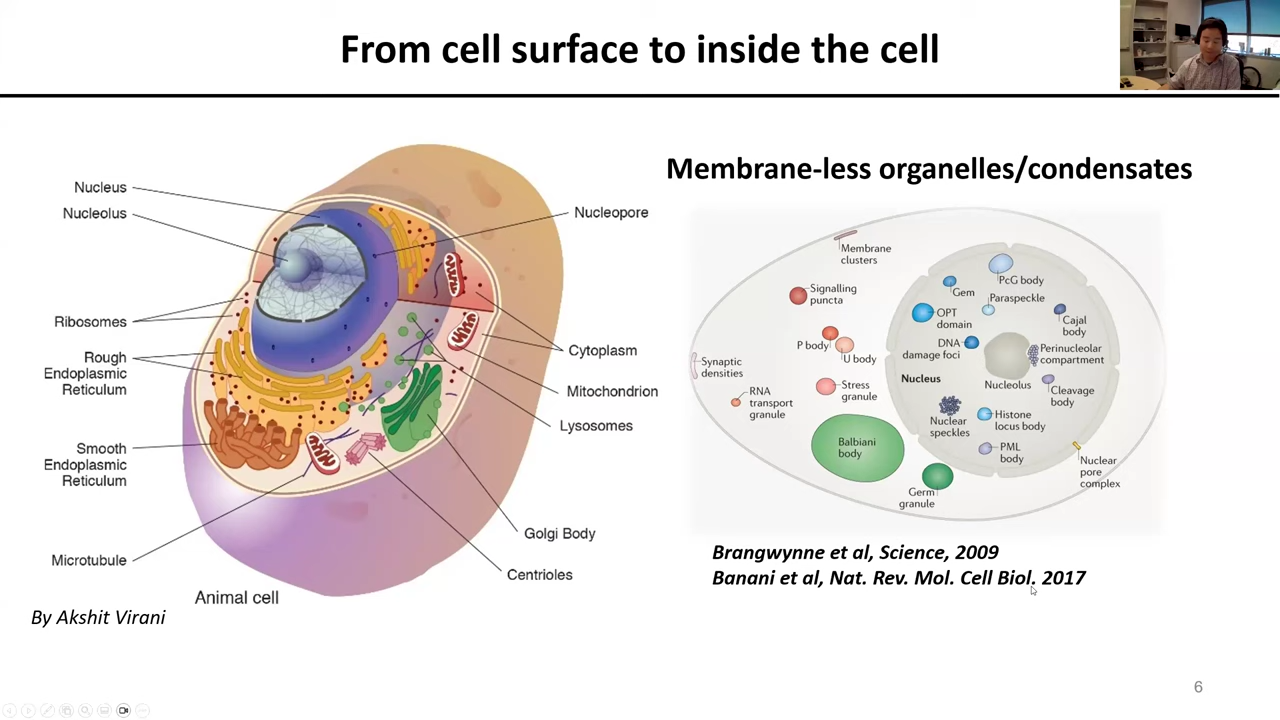 From cell surface to inside the cell
Nucleus
Nucleolus
Ribosomes
Rough
Endoplasmic
Reticulum
Smooth
Endoplasmic
Reticulum
Microtubule
Nucleopore
Cytoplasm
Mitochondrion
Lysosomes
Golgi Body
Centrioles
Animal cell
By Akshit Virani
Membrane-less organelles/condensates
Membrane
clusters
Signalling
puncta
P body
U body
Synaptic
densities
RNA
transport
granule
Stress
granule
Balbiani
body
Germ
granule
PcG body
Gem
Paraspeckle
OPT
domain
Cajal
body
DNA
damage foci
Perinucleolar
compartment
Nucleus
Nucleolus
Cleavage
body
Nuclear
speckles
Histone
locus body
PML
body
Nuclear
pore
complex
Brangwynne et al, Science, 2009
Banani et al, Nat. Rev. Mol. Cell Biol. 2017
6